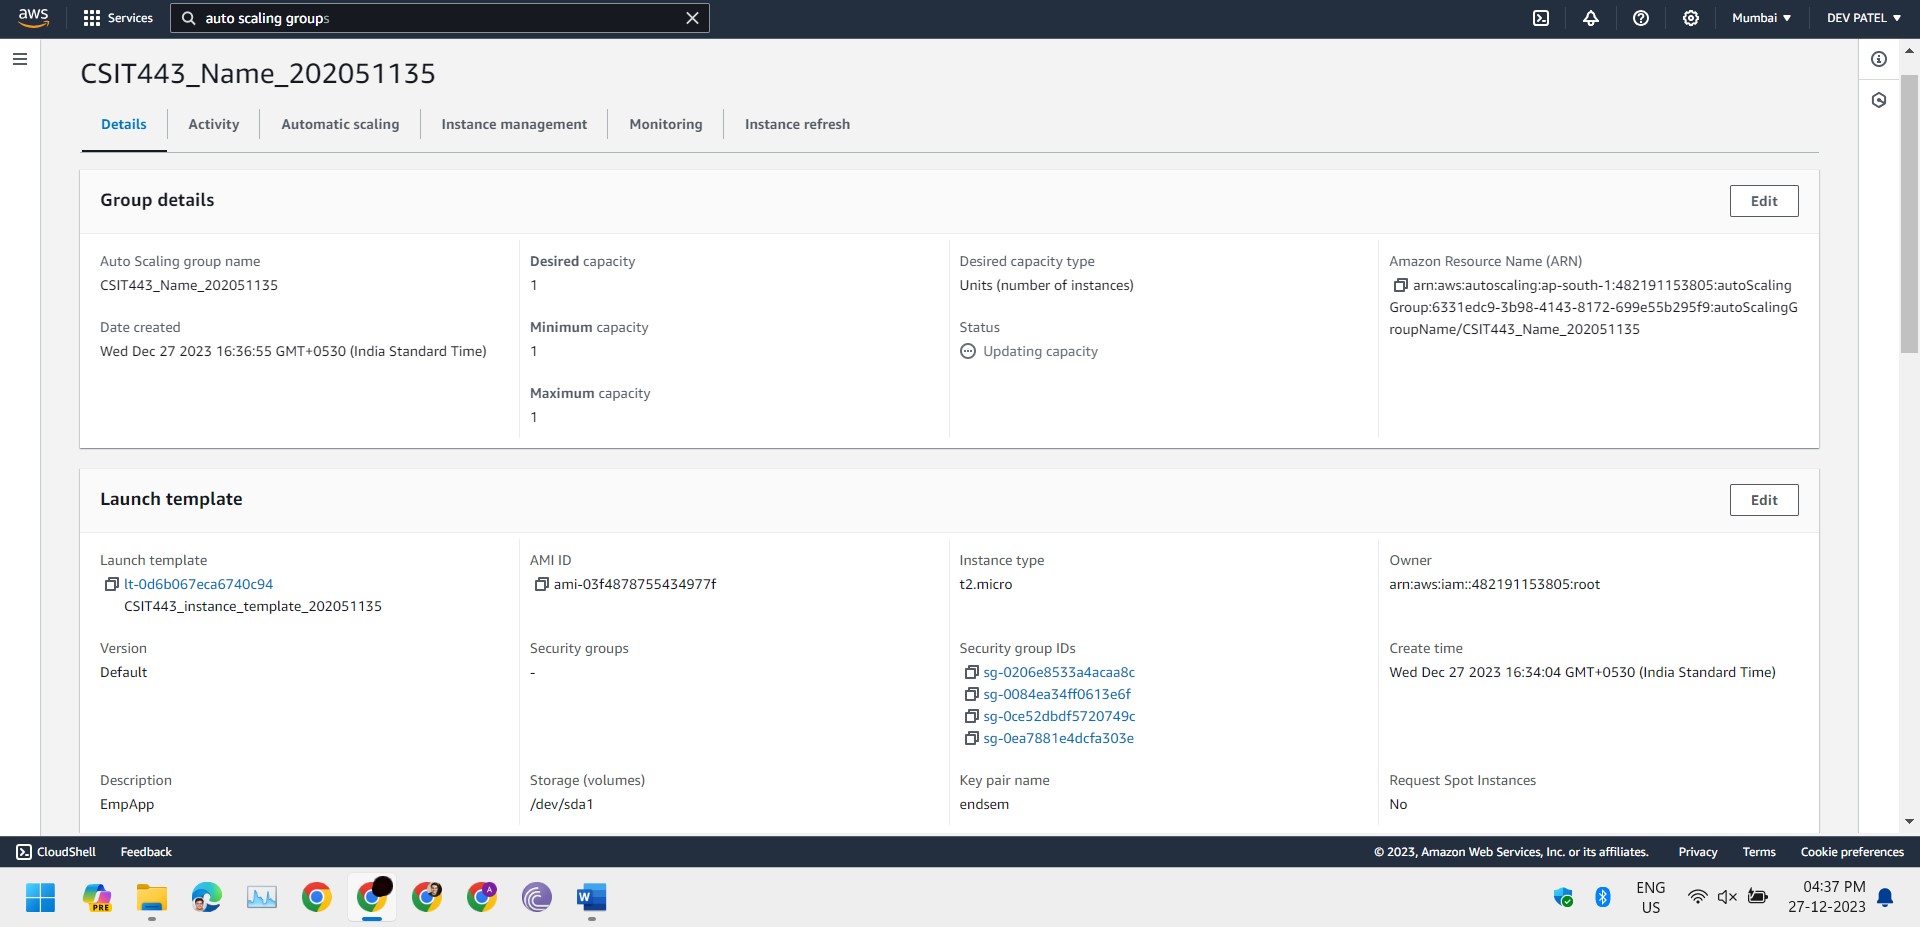 aws
Services
auto scaling groups
Mumbai
DEV PATEL
CSIT443_Name_202051135
Details
Activity
Automatic scaling
Instance management
Monitoring
Instance refresh
Group details
Edit
Auto Scaling group name
CSIT443_Name_202051135
Date created
Wed Dec 27 2023 16:36:55 GMT+0530 (India Standard Time)
Desired capacity
1
Minimum capacity
1
Maximum capacity
1
Desired capacity type
Units (number of instances)
Status
Updating capacity
Amazon Resource Name (ARN)
arn:aws:autoscaling:ap-south-1:482191153805:autoScaling
Group:6331edc9-3b98-4143-8172-699e55b295f9:autoScalingG
roupName/CSIT443_Name_202051135
Launch template
Edit
Launch template
lt-0d6b067eca6740c94
CSIT443_instance_template_202051135
AMI ID
ami-03f4878755434977f
Instance type
t2.micro
Owner
arn:aws:iam::482191153805:root
Version
Default
Security groups
-
Security group IDs
sg-0206e8533a4acaa8c
sg-0084ea34ff0613e6f
sg-0ce52dbdf5720749c
sg-0ea7881e4dcfa303e
Create time
Wed Dec 27 2023 16:34:04 GMT+0530 (India Standard Time)
Description
EmpApp
Storage (volumes)
/dev/sda1
Key pair name
endsem
Request Spot Instances
No
CloudShell
Feedback
© 2023, Amazon Web Services, Inc. or its affiliates.
Privacy
Terms
Cookie preferences
PRE
A
W
ENG
US
04:37 PM
27-12-2023